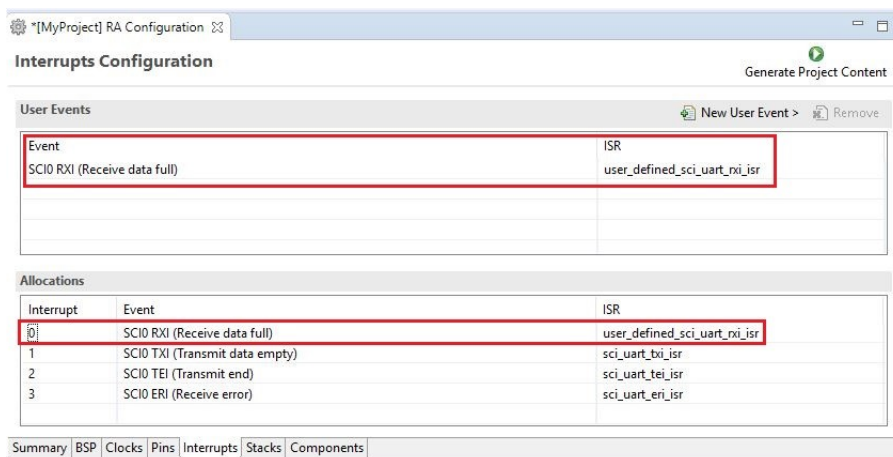 *[MyProject] RA Configuration
Interrupts Configuration
Generate Project Content
User Events
New User Event > Remove
Event ISR
SCI0 RXI (Receive data full) user_defined_sci_uart_rxi_isr
Allocations
Interrupt Event ISR
0 SCI0 RXI (Receive data full) user_defined_sci_uart_rxi_isr
1 SCI0 TXI (Transmit data empty) sci_uart_txi_isr
2 SCI0 TEI (Transmit end) sci_uart_tei_isr
3 SCI0 ERI (Receive error) sci_uart_eri_isr
Summary BSP Clocks Pins Interrupts Stacks Components